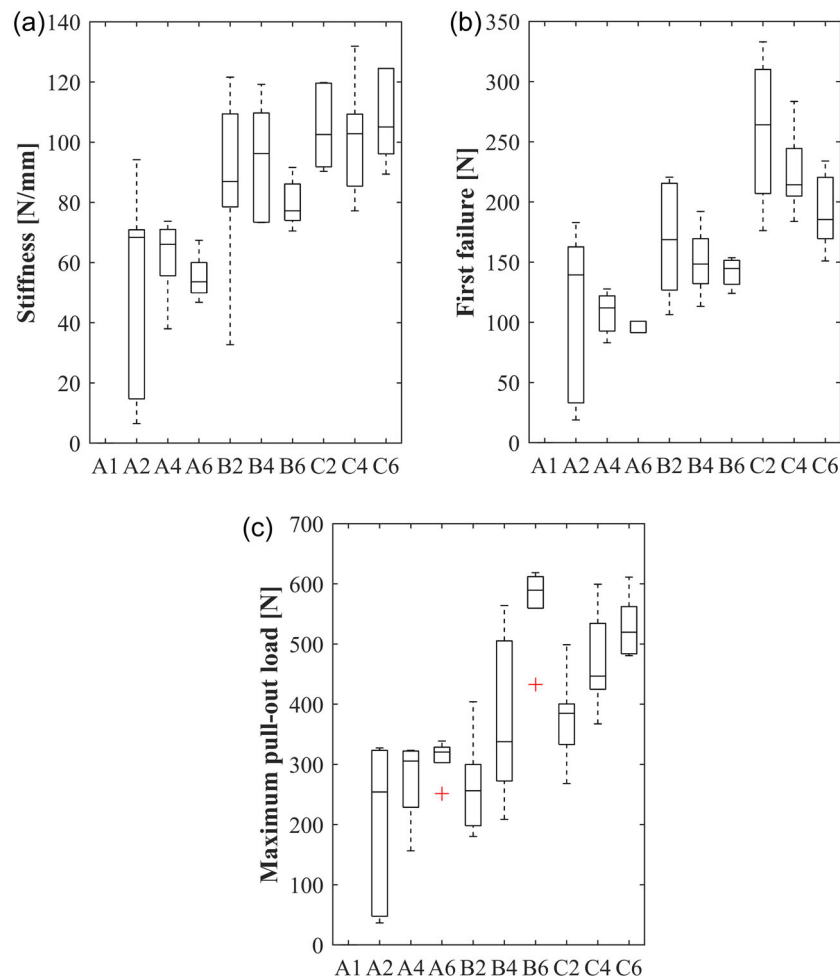 (a)
Stiffness [N/mm]
140
120
100
80
60
40
20
0
A1 A2 A4 A6 B2 B4 B6 C2 C4 C6
(b)
First failure [N]
350
300
250
200
150
100
50
0
A1 A2 A4 A6 B2 B4 B6 C2 C4 C6
(c)
Maximum pull-out load [N]
700
600
500
400
300
200
100
0
A1 A2 A4 A6 B2 B4 B6 C2 C4 C6